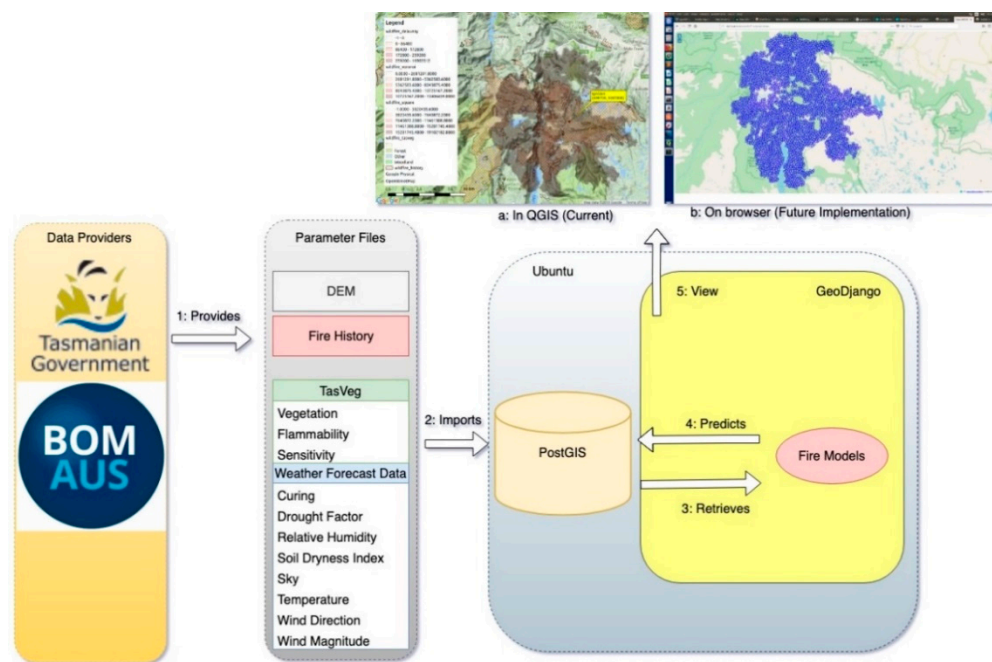 Legend
a: In QGIS (Current)
b: On browser (Future Implementation)
Data Providers
Tasmanian
Government
BOM
AUS
1: Provides
Parameter Files
DEM
Fire History
TasVeg
Vegetation
Flammability
Sensitivity
Weather Forecast Data
Curing
Drought Factor
Relative Humidity
Soil Dryness Index
Sky
Temperature
Wind Direction
Wind Magnitude
2: Imports
Ubuntu
PostGIS
5: View
GeoDjango
4: Predicts
Fire Models
3: Retrieves